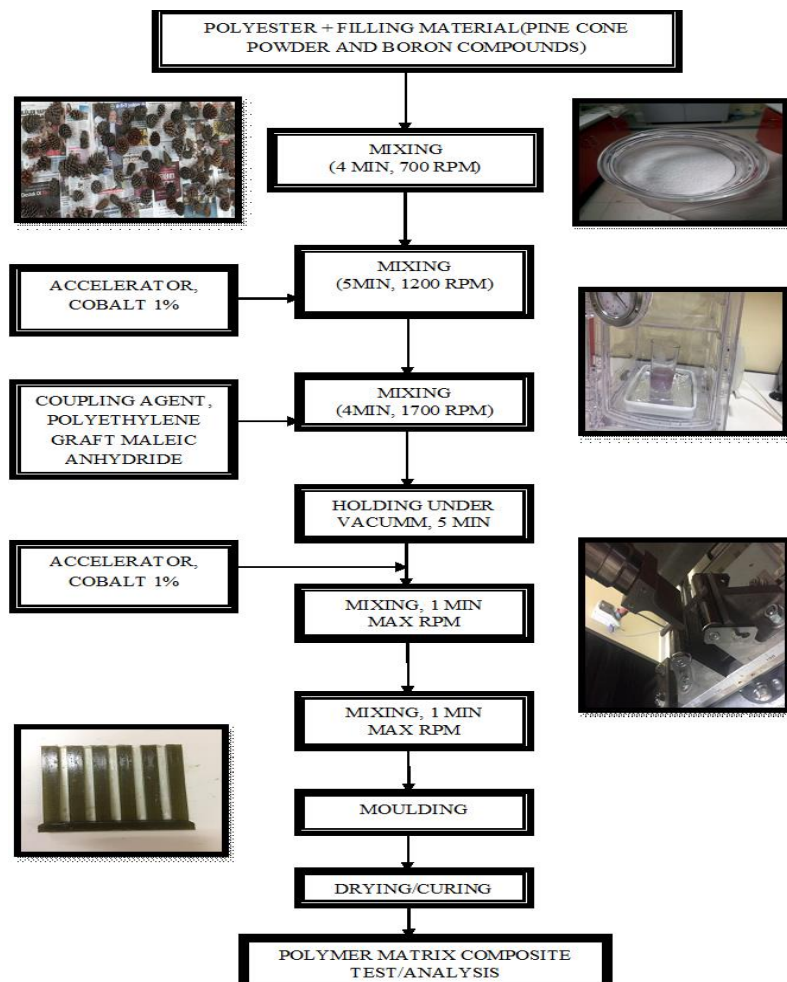 POLYESTER + FILLING MATERIAL(PINE CONE
POWDER AND BORON COMPOUNDS)
MIXING
(4 MIN, 700 RPM)
ACCELERATOR,
COBALT 1%
MIXING
(5MIN, 1200 RPM)
COUPLING AGENT,
POLYETHYLENE
GRAFT MALEIC
ANHYDRIDE
MIXING
(4MIN, 1700 RPM)
HOLDING UNDER
VACUMM, 5 MIN
ACCELERATOR,
COBALT 1%
MIXING, 1 MIN
MAX RPM
MIXING, 1 MIN
MAX RPM
MOULDING
DRYING/CURING
POLYMER MATRIX COMPOSITE
TEST/ANALYSIS